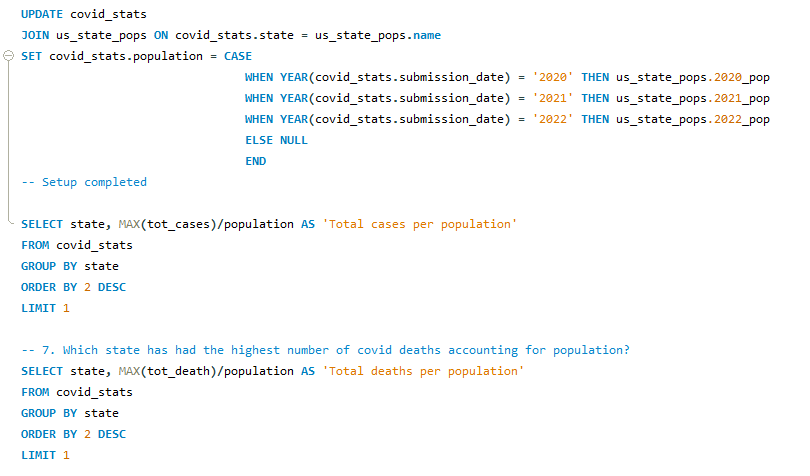 UPDATE covid_stats
JOIN us_state_pops ON covid_stats.state = us_state_pops.name
SET covid_stats.population = CASE
WHEN YEAR(covid_stats.submission_date) = '2020' THEN us_state_pops.2020_pop
WHEN YEAR(covid_stats.submission_date) = '2021' THEN us_state_pops.2021_pop
WHEN YEAR(covid_stats.submission_date) = '2022' THEN us_state_pops.2022_pop
ELSE NULL
END
-- Setup completed
SELECT state, MAX(tot_cases)/population AS 'Total cases per population'
FROM covid_stats
GROUP BY state
ORDER BY 2 DESC
LIMIT 1
-- 7. Which state has had the highest number of covid deaths accounting for population?
SELECT state, MAX(tot_death)/population AS 'Total deaths per population'
FROM covid_stats
GROUP BY state
ORDER BY 2 DESC
LIMIT 1